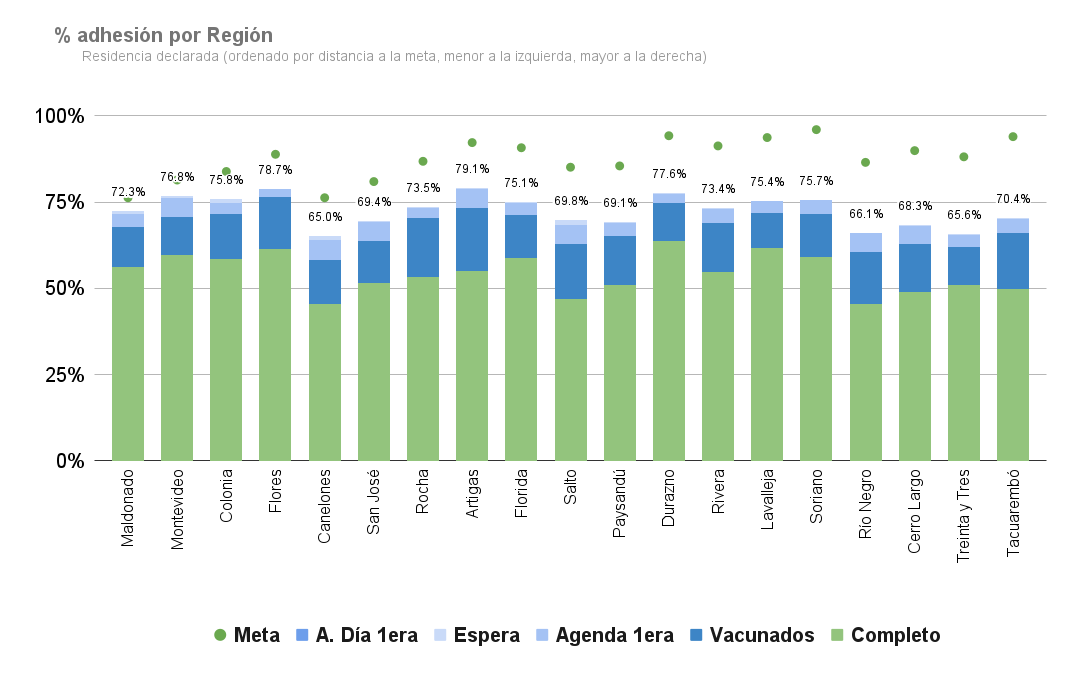 % adhesión por Región
Residencia declarada (ordenado por distancia a la meta, menor a la izquierda, mayor a la derecha)
100%
75%
50%
25%
0%
72.3%
76.8%
75.8%
78.7%
65.0%
69.4%
73.5%
79.1%
75.1%
69.8%
69.1%
77.6%
73.4%
75.4%
75.7%
66.1%
68.3%
65.6%
70.4%
Maldonado
Montevideo
Colonia
Flores
Canelones
San José
Rocha
Artigas
Florida
Salto
Paysandú
Durazno
Rivera
Lavalleja
Soriano
Río Negro
Cerro Largo
Treinta y Tres
Tacuarembó
Meta A. Día 1era Espera Agenda 1era Vacunados Completo